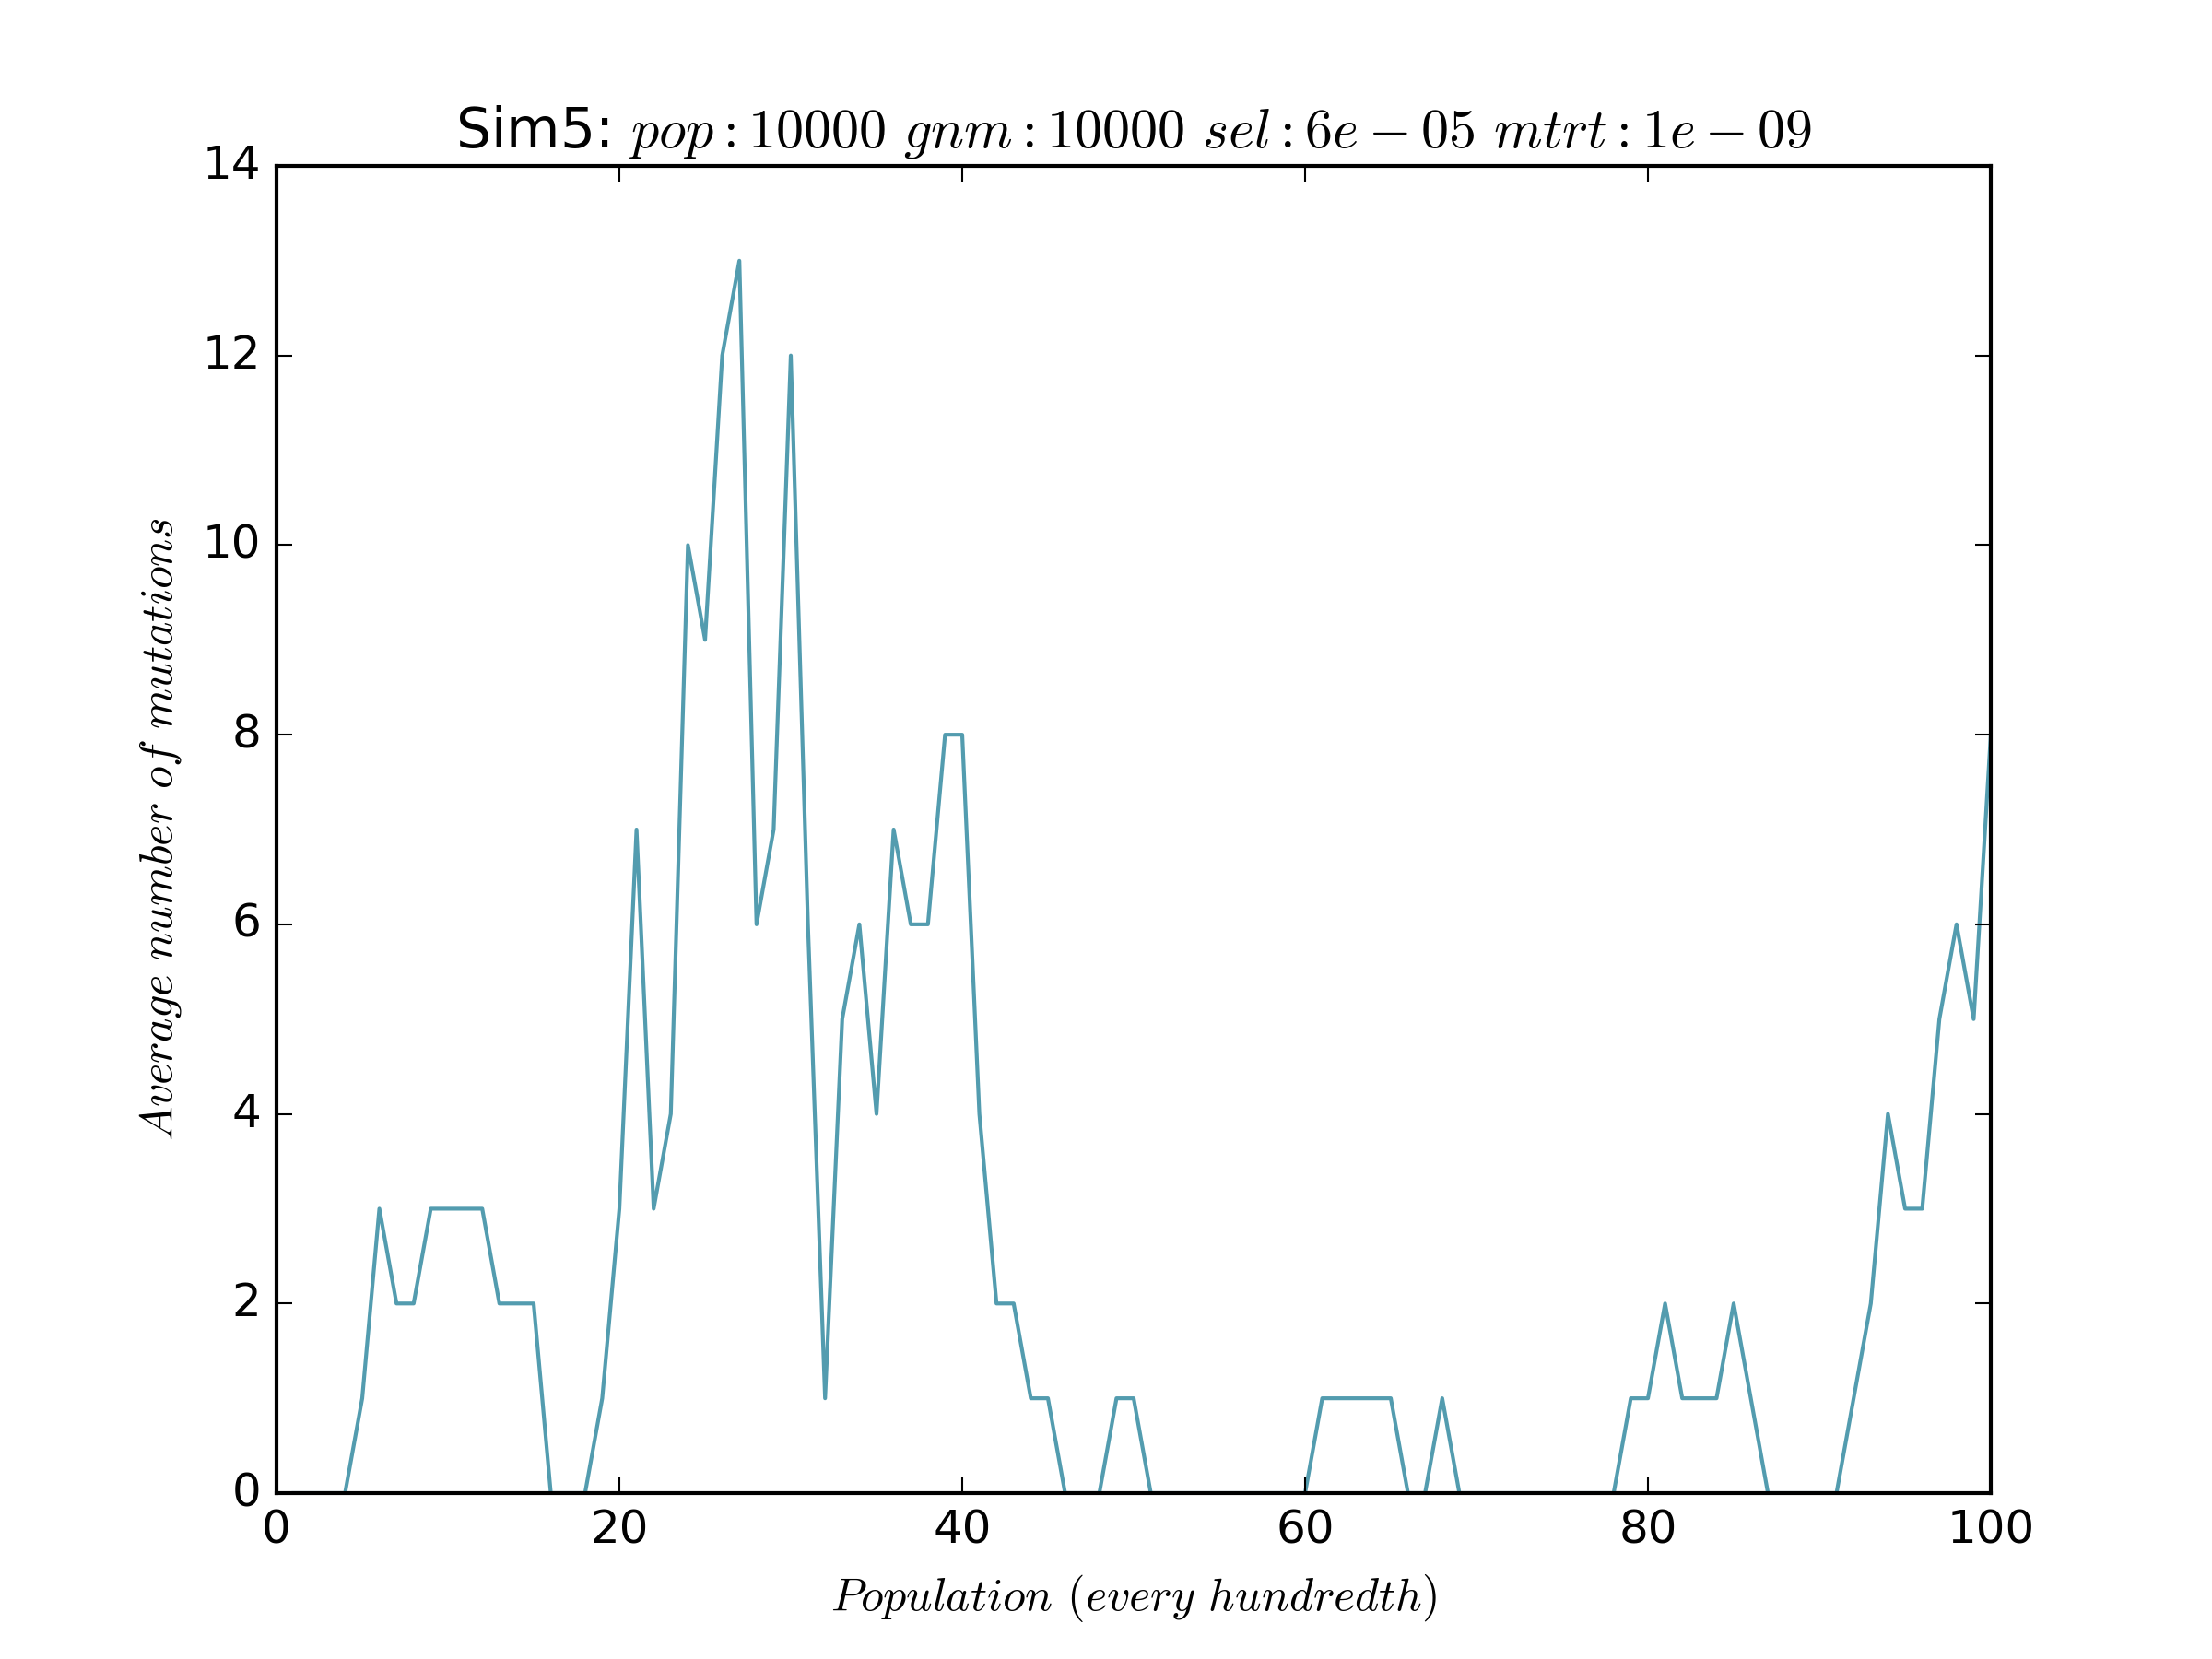 Sim5: pop : 10000 gnm : 10000 sel : 6e − 05 mtrt : 1e − 09
14
12
10
8
6
4
2
0
Average number of mutations
0 20 40 60 80 100
Population (every hundredth)